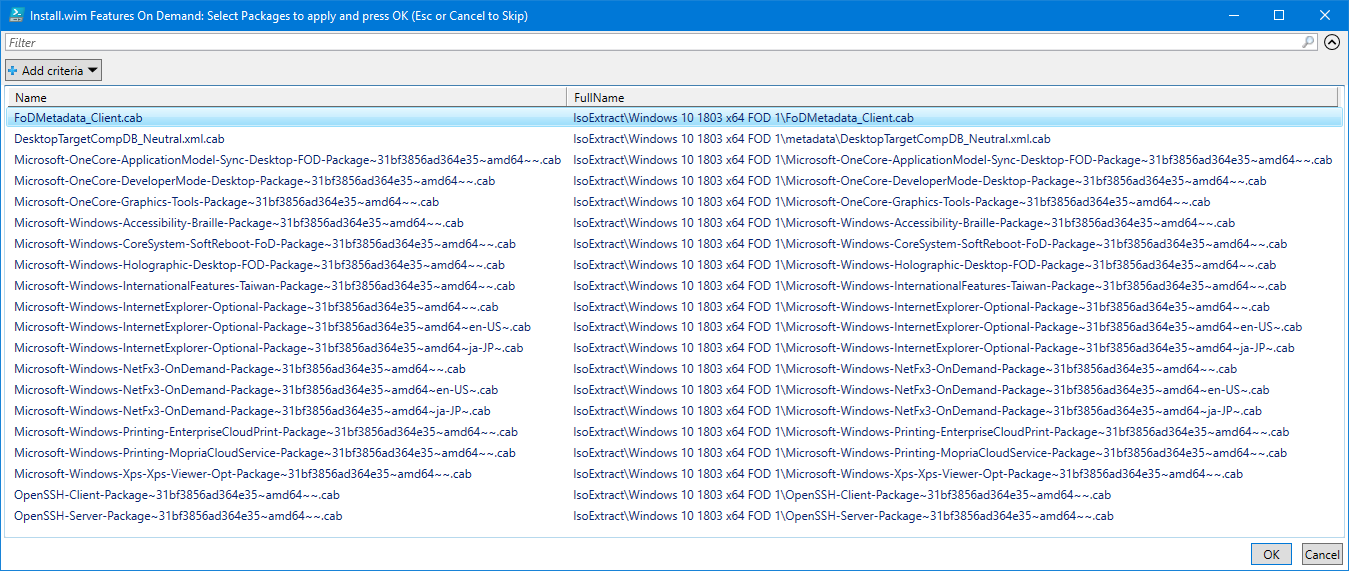 Install.wim Features On Demand: Select Packages to apply and press OK (Esc or Cancel to Skip)
Filter
Add criteria
Name FullName
FoDMetadata_Client.cab IsoExtract\Windows 10 1803 x64 FOD 1\FoDMetadata_Client.cab
DesktopTargetCompDB_Neutral.xml.cab IsoExtract\Windows 10 1803 x64 FOD 1\metadata\DesktopTargetCompDB_Neutral.xml.cab
Microsoft-OneCore-ApplicationModel-Sync-Desktop-FOD-Package~31bf3856ad364e35~amd64~~.cab IsoExtract\Windows 10 1803 x64 FOD 1\Microsoft-OneCore-ApplicationModel-Sync-Desktop-FOD-Package~31bf3856ad364e35~amd64~~.cab
Microsoft-OneCore-DeveloperMode-Desktop-Package~31bf3856ad364e35~amd64~~.cab IsoExtract\Windows 10 1803 x64 FOD 1\Microsoft-OneCore-DeveloperMode-Desktop-Package~31bf3856ad364e35~amd64~~.cab
Microsoft-OneCore-Graphics-Tools-Package~31bf3856ad364e35~amd64~~.cab IsoExtract\Windows 10 1803 x64 FOD 1\Microsoft-OneCore-Graphics-Tools-Package~31bf3856ad364e35~amd64~~.cab
Microsoft-Windows-Accessibility-Braille-Package~31bf3856ad364e35~amd64~~.cab IsoExtract\Windows 10 1803 x64 FOD 1\Microsoft-Windows-Accessibility-Braille-Package~31bf3856ad364e35~amd64~~.cab
Microsoft-Windows-CoreSystem-SoftReboot-FoD-Package~31bf3856ad364e35~amd64~~.cab IsoExtract\Windows 10 1803 x64 FOD 1\Microsoft-Windows-CoreSystem-SoftReboot-FoD-Package~31bf3856ad364e35~amd64~~.cab
Microsoft-Windows-Holographic-Desktop-FOD-Package~31bf3856ad364e35~amd64~~.cab IsoExtract\Windows 10 1803 x64 FOD 1\Microsoft-Windows-Holographic-Desktop-FOD-Package~31bf3856ad364e35~amd64~~.cab
Microsoft-Windows-InternationalFeatures-Taiwan-Package~31bf3856ad364e35~amd64~~.cab IsoExtract\Windows 10 1803 x64 FOD 1\Microsoft-Windows-InternationalFeatures-Taiwan-Package~31bf3856ad364e35~amd64~~.cab
Microsoft-Windows-InternetExplorer-Optional-Package~31bf3856ad364e35~amd64~~.cab IsoExtract\Windows 10 1803 x64 FOD 1\Microsoft-Windows-InternetExplorer-Optional-Package~31bf3856ad364e35~amd64~~.cab
Microsoft-Windows-InternetExplorer-Optional-Package~31bf3856ad364e35~amd64~en-US~.cab IsoExtract\Windows 10 1803 x64 FOD 1\Microsoft-Windows-InternetExplorer-Optional-Package~31bf3856ad364e35~amd64~en-US~.cab
Microsoft-Windows-InternetExplorer-Optional-Package~31bf3856ad364e35~amd64~ja-JP~.cab IsoExtract\Windows 10 1803 x64 FOD 1\Microsoft-Windows-InternetExplorer-Optional-Package~31bf3856ad364e35~amd64~ja-JP~.cab
Microsoft-Windows-NetFx3-OnDemand-Package~31bf3856ad364e35~amd64~~.cab IsoExtract\Windows 10 1803 x64 FOD 1\Microsoft-Windows-NetFx3-OnDemand-Package~31bf3856ad364e35~amd64~~.cab
Microsoft-Windows-NetFx3-OnDemand-Package~31bf3856ad364e35~amd64~en-US~.cab IsoExtract\Windows 10 1803 x64 FOD 1\Microsoft-Windows-NetFx3-OnDemand-Package~31bf3856ad364e35~amd64~en-US~.cab
Microsoft-Windows-NetFx3-OnDemand-Package~31bf3856ad364e35~amd64~ja-JP~.cab IsoExtract\Windows 10 1803 x64 FOD 1\Microsoft-Windows-NetFx3-OnDemand-Package~31bf3856ad364e35~amd64~ja-JP~.cab
Microsoft-Windows-Printing-EnterpriseCloudPrint-Package~31bf3856ad364e35~amd64~~.cab IsoExtract\Windows 10 1803 x64 FOD 1\Microsoft-Windows-Printing-EnterpriseCloudPrint-Package~31bf3856ad364e35~amd64~~.cab
Microsoft-Windows-Printing-MopriaCloudService-Package~31bf3856ad364e35~amd64~~.cab IsoExtract\Windows 10 1803 x64 FOD 1\Microsoft-Windows-Printing-MopriaCloudService-Package~31bf3856ad364e35~amd64~~.cab
Microsoft-Windows-Xps-Xps-Viewer-Opt-Package~31bf3856ad364e35~amd64~~.cab IsoExtract\Windows 10 1803 x64 FOD 1\Microsoft-Windows-Xps-Xps-Viewer-Opt-Package~31bf3856ad364e35~amd64~~.cab
OpenSSH-Client-Package~31bf3856ad364e35~amd64~~.cab IsoExtract\Windows 10 1803 x64 FOD 1\OpenSSH-Client-Package~31bf3856ad364e35~amd64~~.cab
OpenSSH-Server-Package~31bf3856ad364e35~amd64~~.cab IsoExtract\Windows 10 1803 x64 FOD 1\OpenSSH-Server-Package~31bf3856ad364e35~amd64~~.cab
OK Cancel